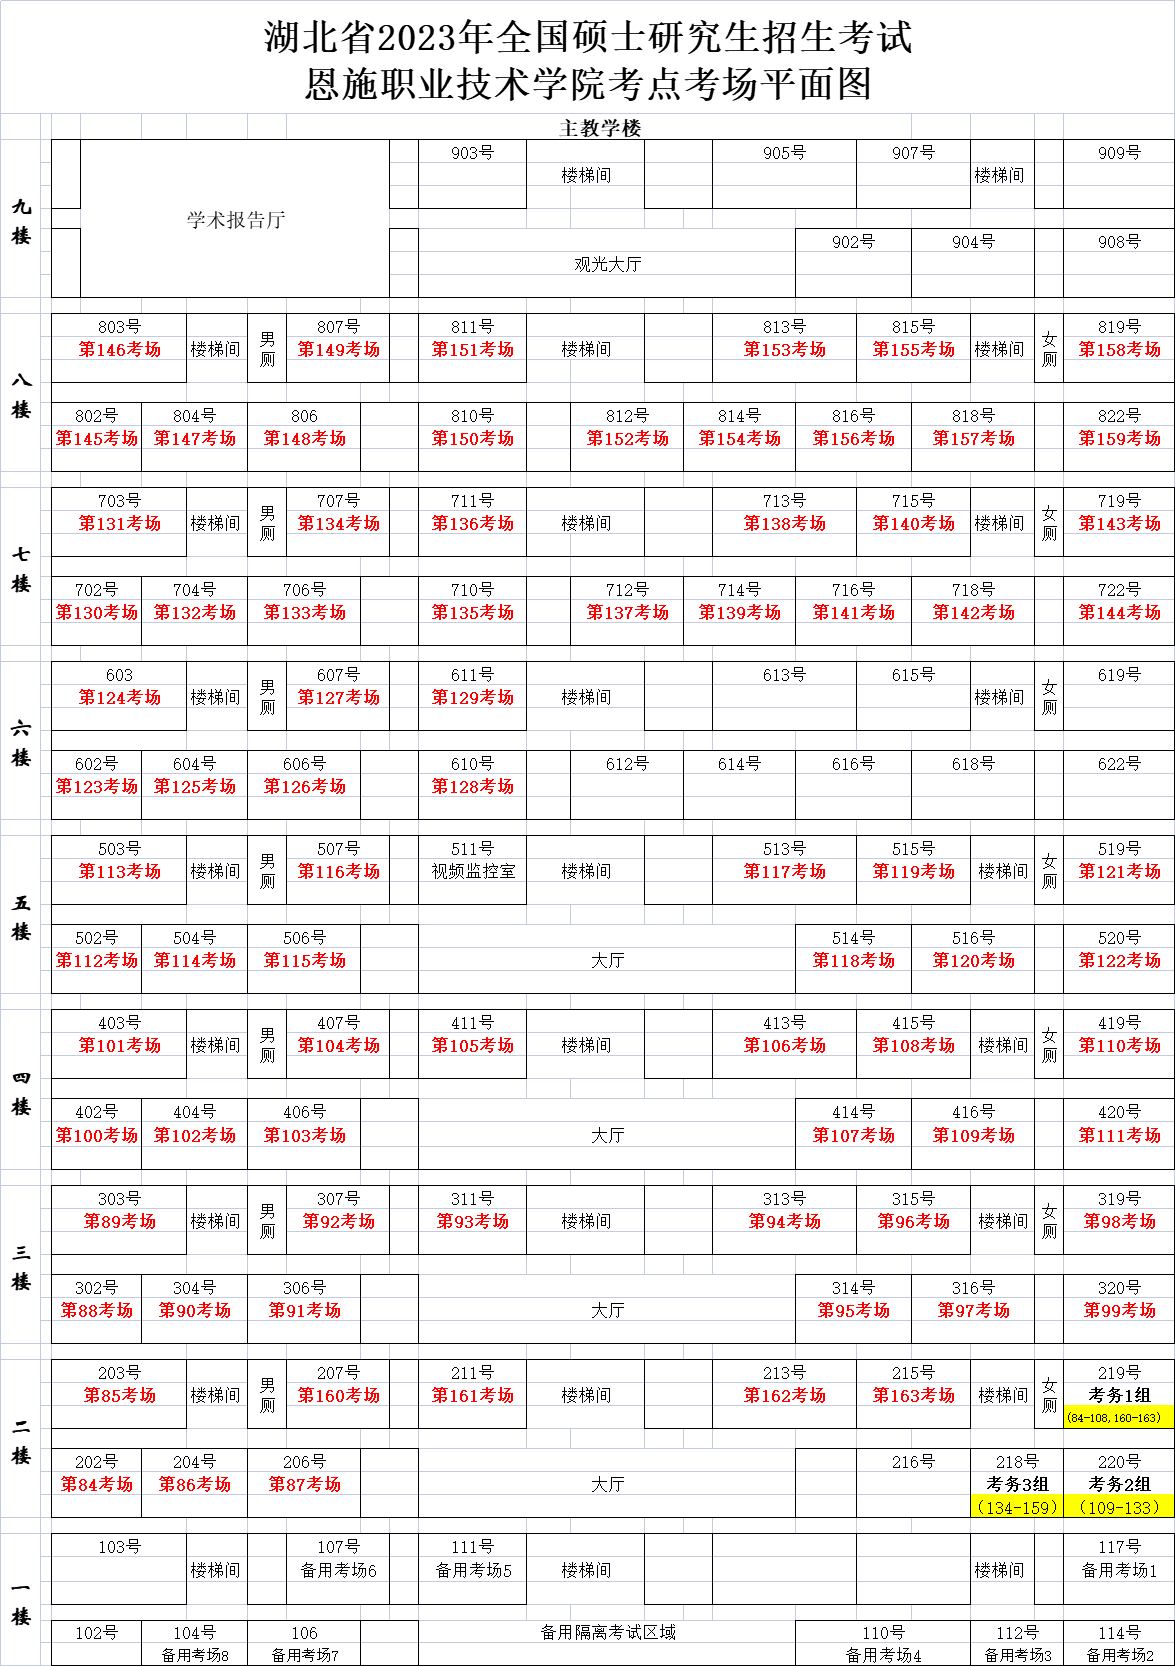 湖北省2023年全国硕士研究生招生考试
恩施职业技术学院考点考场平面图
主教学楼
九楼
903号 905号 907号 909号
楼梯间 楼梯间
学术报告厅
902号 904号 908号
观光大厅
八楼
803号 807号 811号 813号 815号 819号
第146考场 楼梯间 男厕 第149考场 第151考场 楼梯间 第153考场 第155考场 楼梯间 女厕 第158考场
802号 804号 806 810号 812号 814号 816号 818号 822号
第145考场 第147考场 第148考场 第150考场 第152考场 第154考场 第156考场 第157考场 第159考场
七楼
703号 707号 711号 713号 715号 719号
第131考场 楼梯间 男厕 第134考场 第136考场 楼梯间 第138考场 第140考场 楼梯间 女厕 第143考场
702号 704号 706号 710号 712号 714号 716号 718号 722号
第130考场 第132考场 第133考场 第135考场 第137考场 第139考场 第141考场 第142考场 第144考场
六楼
603 607号 611号 613号 615号 619号
第124考场 楼梯间 男厕 第127考场 第129考场 楼梯间 楼梯间 女厕
602号 604号 606号 610号 612号 614号 616号 618号 622号
第123考场 第125考场 第126考场 第128考场
五楼
503号 507号 511号 513号 515号 519号
第113考场 楼梯间 男厕 第116考场 视频监控室 楼梯间 第117考场 第119考场 楼梯间 女厕 第121考场
502号 504号 506号 514号 516号 520号
第112考场 第114考场 第115考场 大厅 第118考场 第120考场 第122考场
四楼
403号 407号 411号 413号 415号 419号
第101考场 楼梯间 男厕 第104考场 第105考场 楼梯间 第106考场 第108考场 楼梯间 女厕 第110考场
402号 404号 406号 414号 416号 420号
第100考场 第102考场 第103考场 大厅 第107考场 第109考场 第111考场
三楼
303号 307号 311号 313号 315号 319号
第89考场 楼梯间 男厕 第92考场 第93考场 楼梯间 第94考场 第96考场 楼梯间 女厕 第98考场
302号 304号 306号 314号 316号 320号
第88考场 第90考场 第91考场 大厅 第95考场 第97考场 第99考场
二楼
203号 207号 211号 213号 215号 219号
第85考场 楼梯间 男厕 第160考场 第161考场 楼梯间 第162考场 第163考场 楼梯间 女厕 考务1组
(84-108,160-163)
202号 204号 206号 216号 218号 220号
第84考场 第86考场 第87考场 大厅 考务3组 考务2组
（134-159） （109-133）
一楼
103号 107号 111号 117号
楼梯间 备用考场6 备用考场5 楼梯间 楼梯间 备用考场1
102号 104号 106 备用隔离考试区域 110号 112号 114号
备用考场8 备用考场7 备用考场4 备用考场3 备用考场2